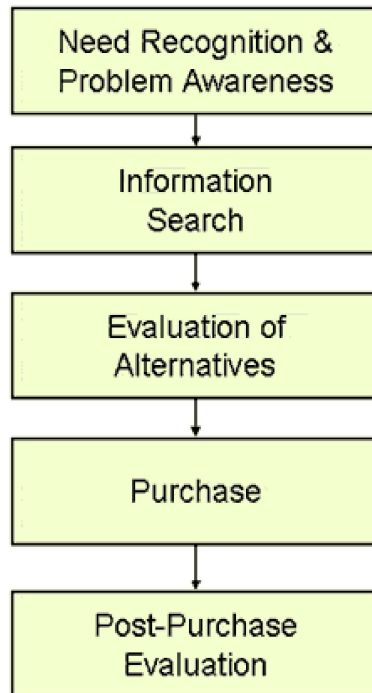 Need Recognition &
Problem Awareness
Information
Search
Evaluation of
Alternatives
Purchase
Post-Purchase
Evaluation